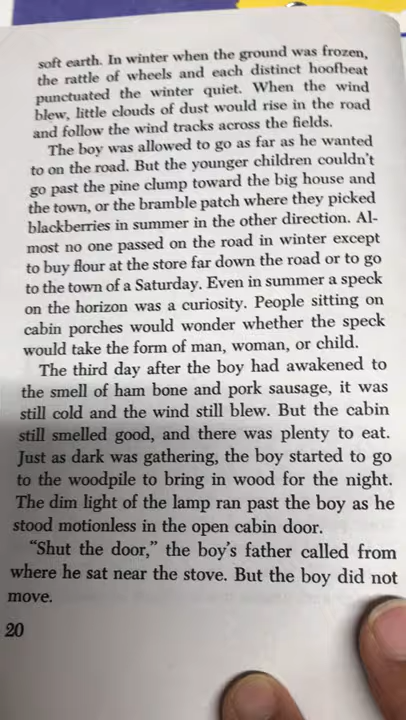 soft earth. In winter when the ground was frozen,
the rattle of wheels and each distinct hoofbeat
punctuated the winter quiet. When the wind
blew, little clouds of dust would rise in the road
and follow the wind tracks across the fields.
The boy was allowed to go as far as he wanted
to on the road. But the younger children couldn't
go past the pine clump toward the big house and
the town, or the bramble patch where they picked
blackberries in summer in the other direction. Al-
most no one passed on the road in winter except
to buy flour at the store far down the road or to go
to the town of a Saturday. Even in summer a speck
on the horizon was a curiosity. People sitting on
cabin porches would wonder whether the speck
would take the form of man, woman, or child.
The third day after the boy had awakened to
the smell of ham bone and pork sausage, it was
still cold and the wind still blew. But the cabin
still smelled good, and there was plenty to eat.
Just as dark was gathering, the boy started to go
to the woodpile to bring in wood for the night.
The dim light of the lamp ran past the boy as he
stood motionless in the open cabin door.
"Shut the door," the boy's father called from
where he sat near the stove. But the boy did not
move.
20